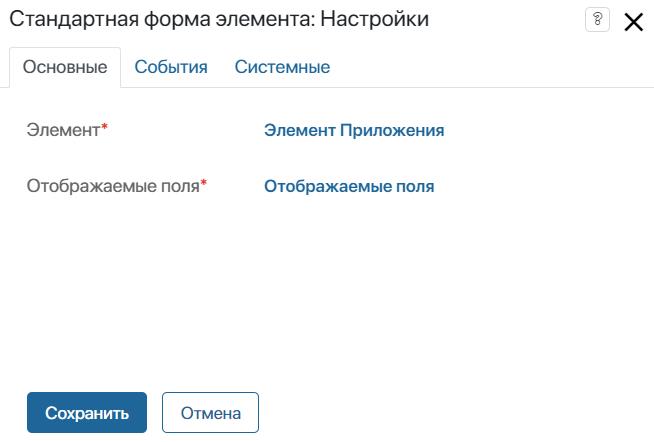 Стандартная форма элемента: Настройки ?
Основные События Системные
Элемент* Элемент Приложения
Отображаемые поля* Отображаемые поля
Сохранить Отмена